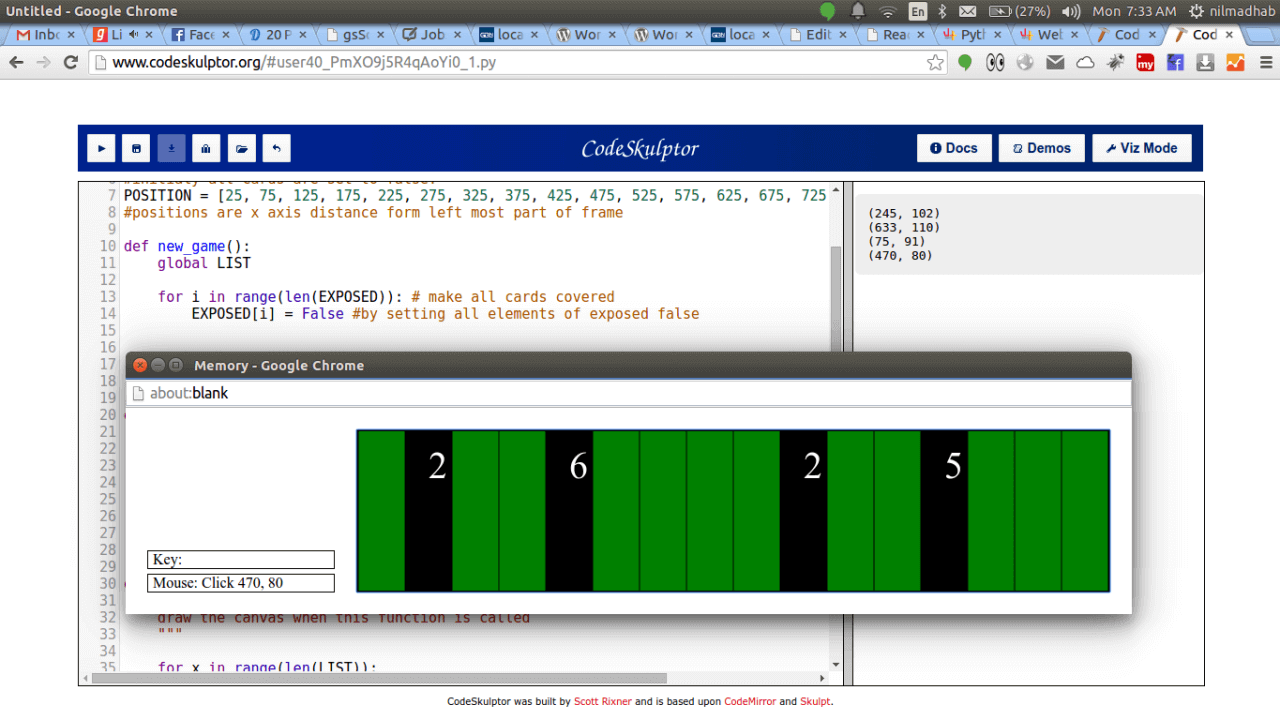 Untitled - Google Chrome
En
(27%)
Mon 7:33 AM
nilmadhab
Inbc
Li
Face
20 P
gsSc
Job
loca
Wor
Wor
loca
Edit
Reac
Pyth
Wel
Cod
Cod
www.codeskulptor.org/#user40_PmXO9j5R4qAoYi0_1.py
my
CodeSkulptor
Docs
Demos
Viz Mode
7 POSITION = [25, 75, 125, 175, 225, 275, 325, 375, 425, 475, 525, 575, 625, 675, 725
8 #positions are x axis distance form left most part of frame
9
10 def new_game():
11 global LIST
12
13 for i in range(len(EXPOSED)): # make all cards covered
14 EXPOSED[i] = False #by setting all elements of exposed false
15
16
17
18
19
20
21
22
23
24
25
26
27
28
29
30
31
32 draw the canvas when this function is called
33 """
34
35 for x in range(len(LIST)):
(245, 102)
(633, 110)
(75, 91)
(470, 80)
Memory - Google Chrome
about:blank
2 6 2 5
Key:
Mouse: Click 470, 80
CodeSkulptor was built by Scott Rixner and is based upon CodeMirror and Skulpt.